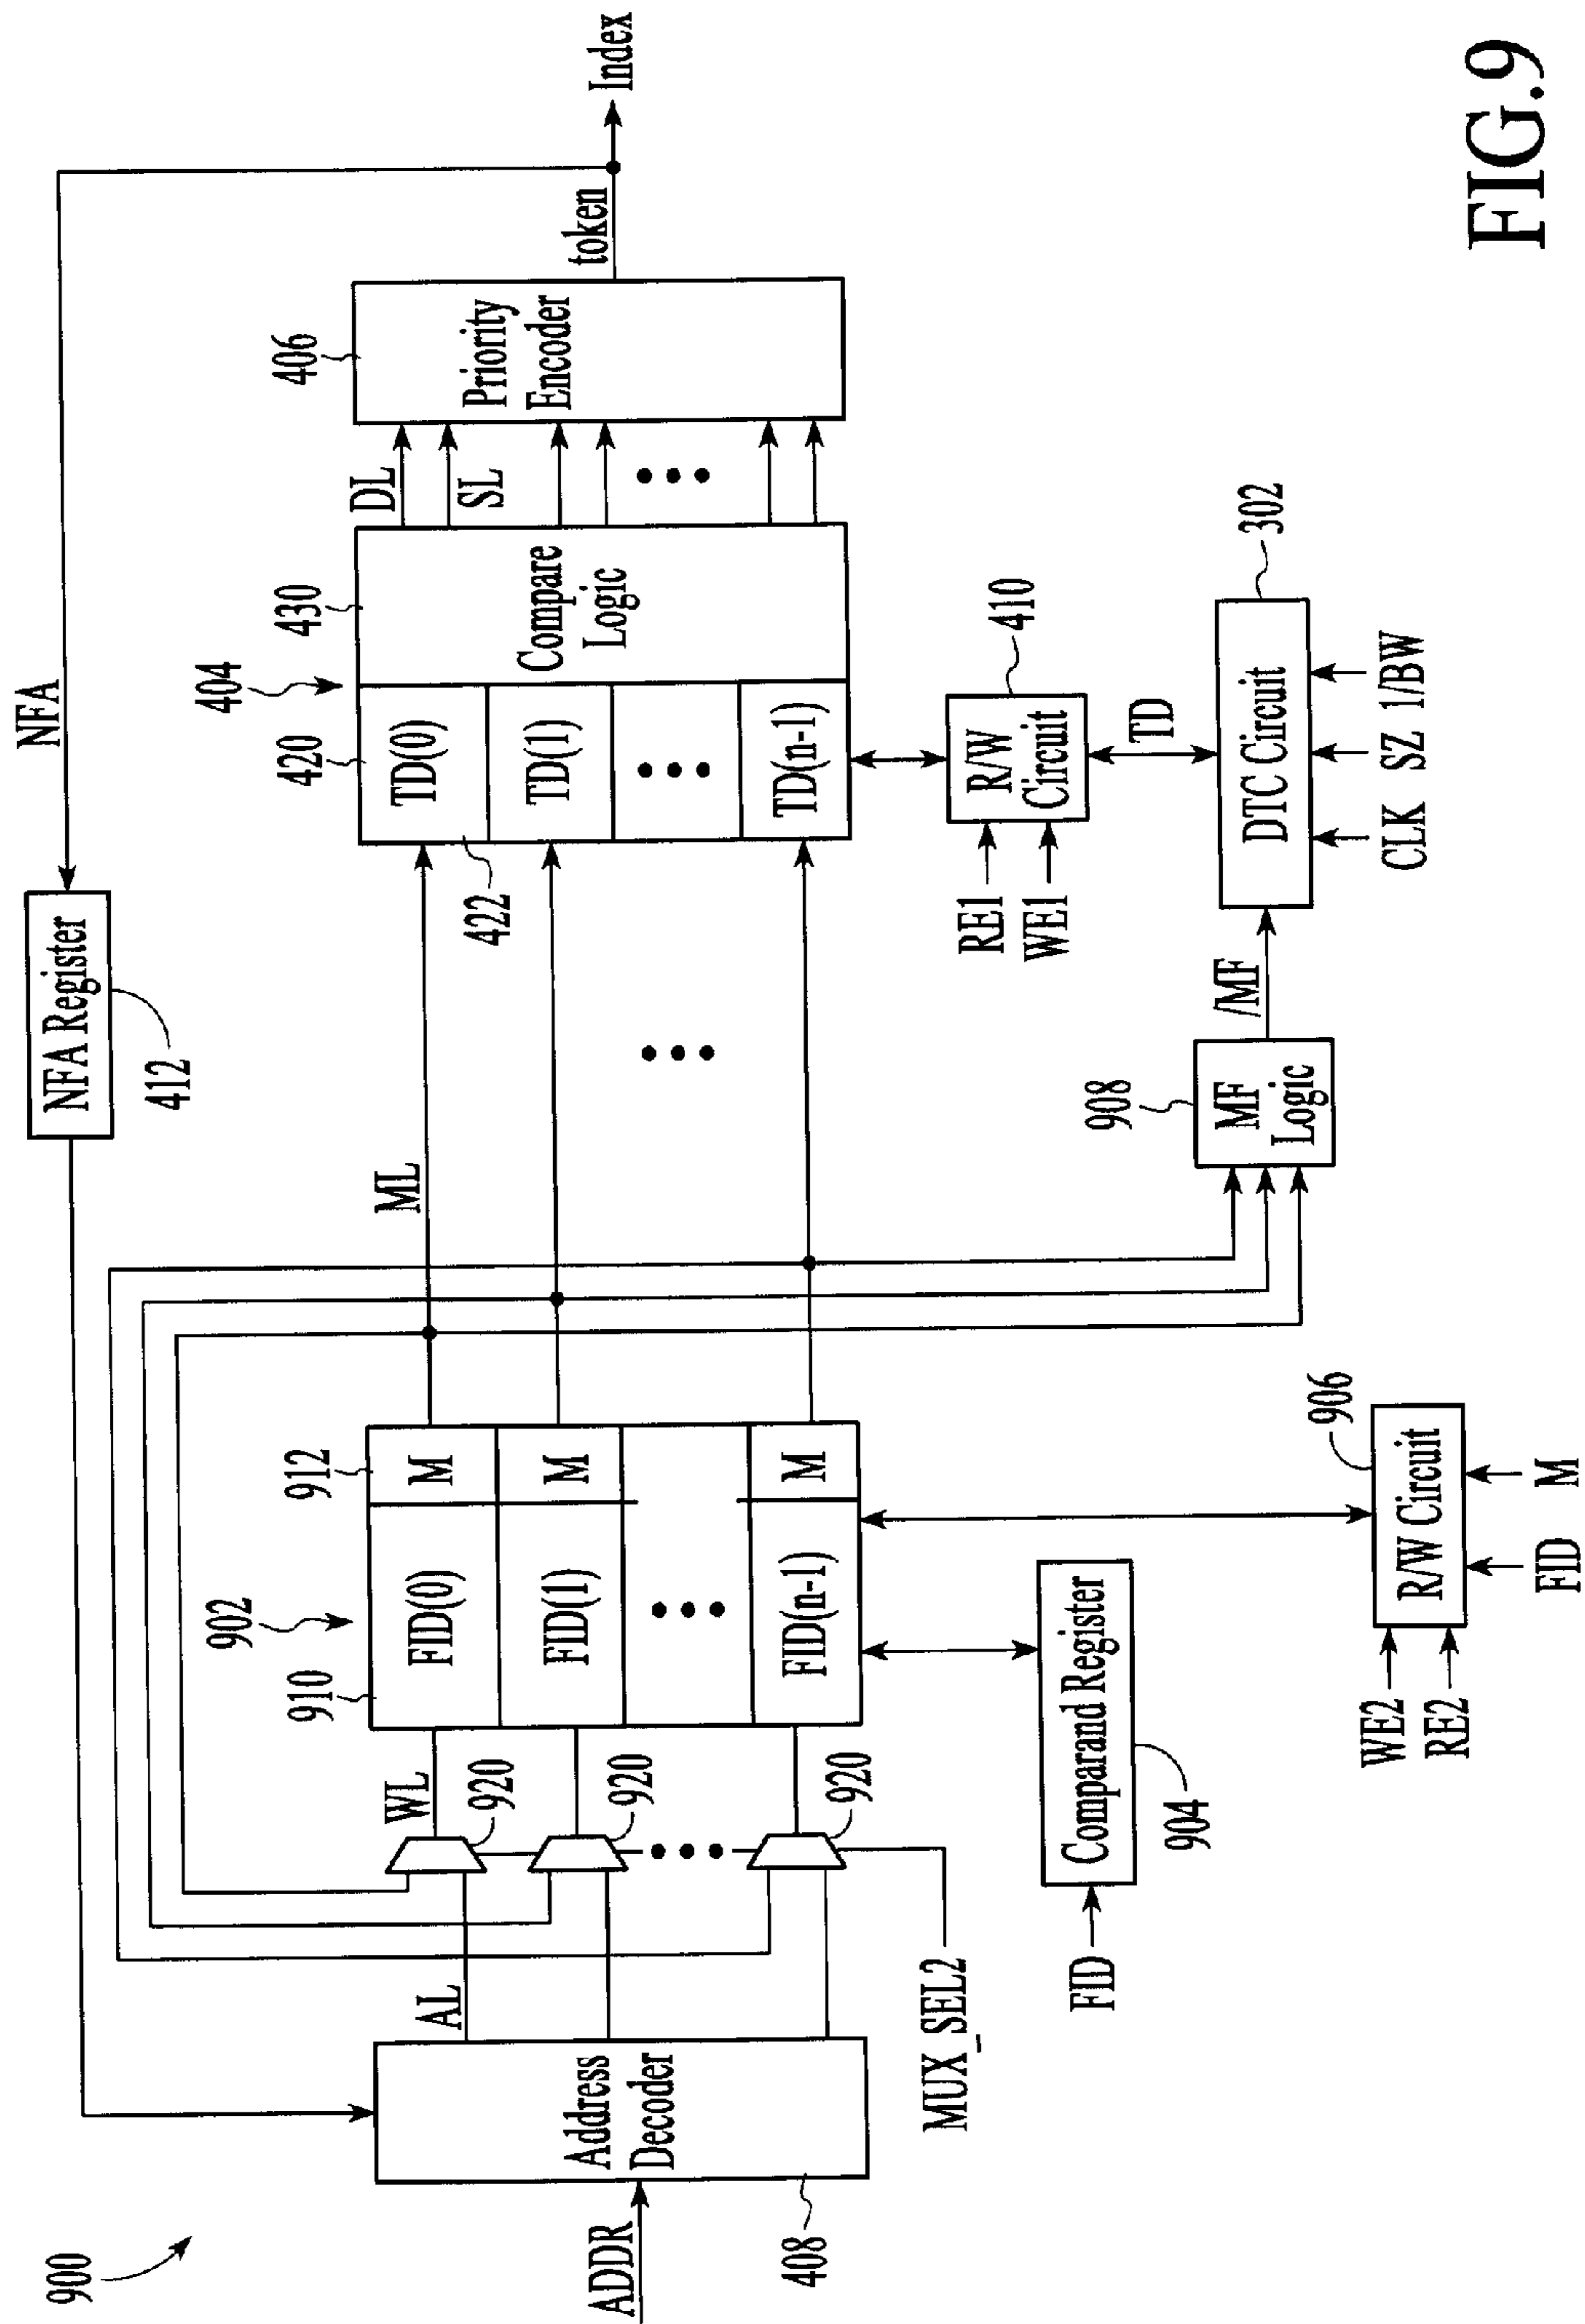 900
NFA
NFA Register
412
ADDR
Address
Decoder
408
AL
MUX_SEL2
WL
920
920
920
902
910
912
FID(0)
M
FID(1)
M
FID(n-1)
M
ML
404
420
430
TD(0)
TD(1)
TD(n-1)
422
Compare
Logic
DL
SL
406
Priority
Encoder
token
Index
FID
Comparand Register
904
WE2
RE2
R/W Circuit
906
FID
M
908
MF
Logic
/MF
RE1
WE1
R/W
Circuit
410
TD
DTC Circuit
302
CLK
SZ
1/BW
FIG.9